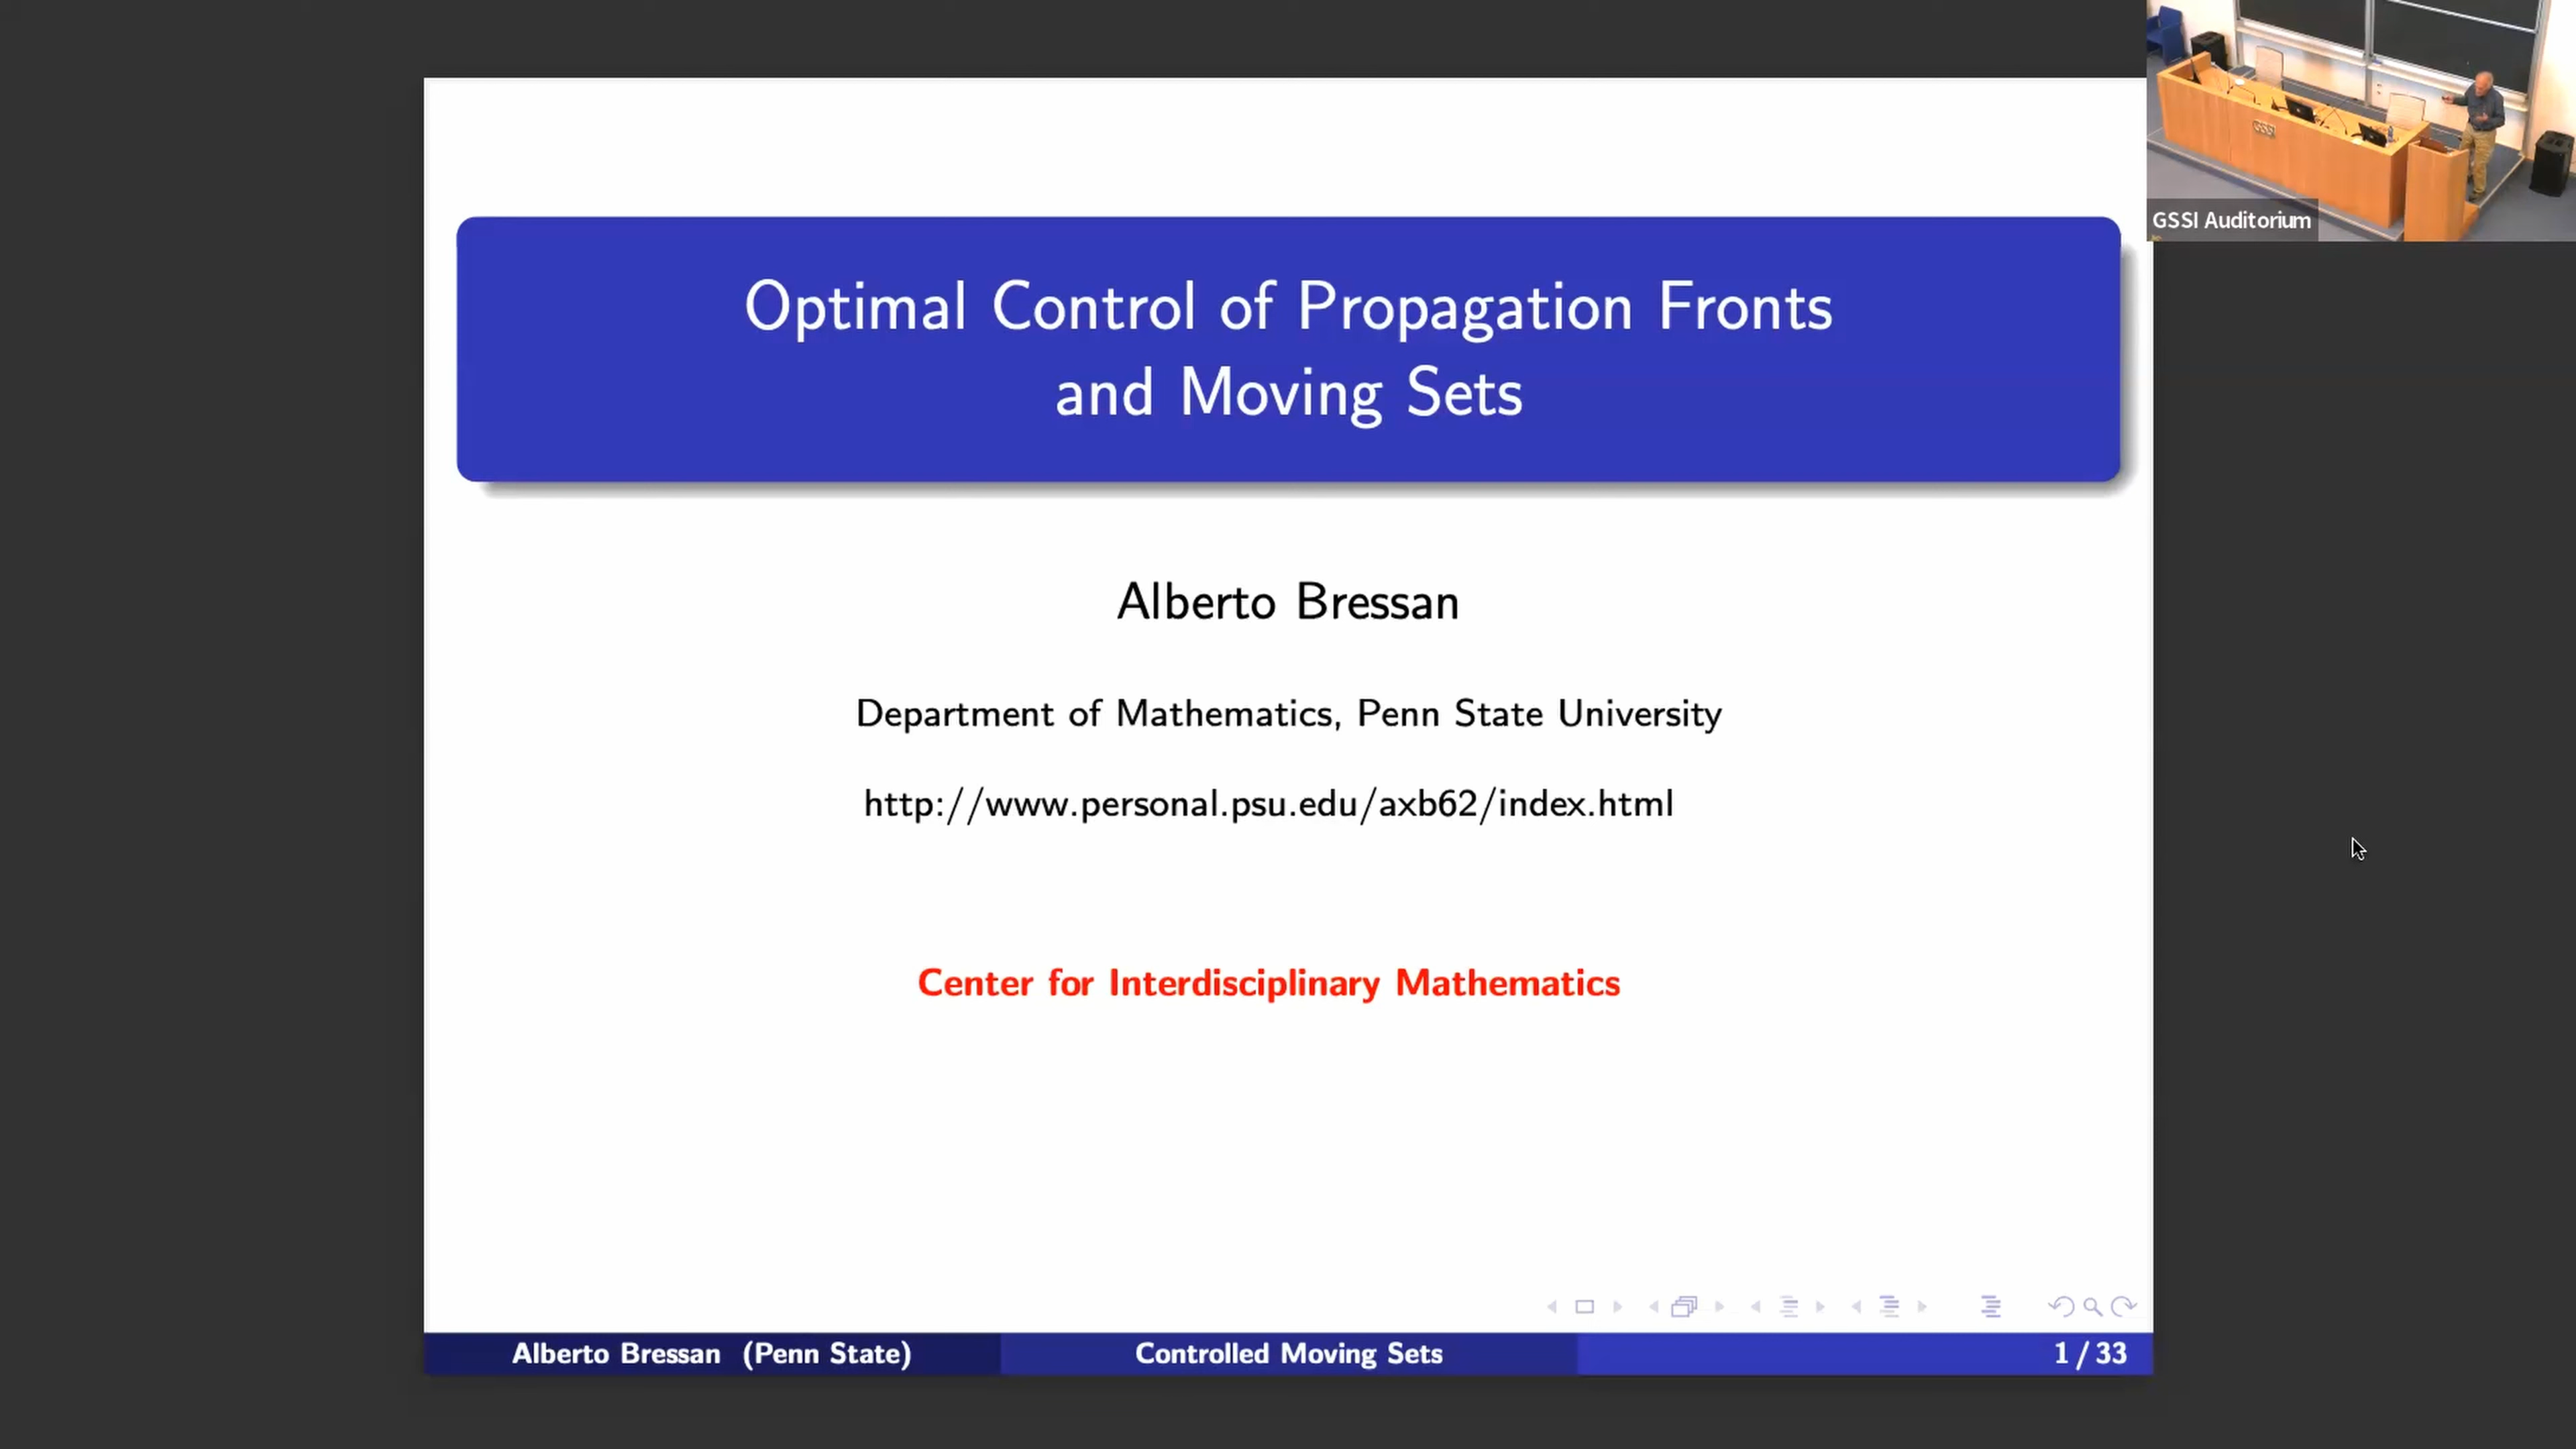 Optimal Control of Propagation Fronts
and Moving Sets
Alberto Bressan
Department of Mathematics, Penn State University
http://www.personal.psu.edu/axb62/index.html
Center for Interdisciplinary Mathematics
Alberto Bressan (Penn State)
Controlled Moving Sets
1 / 33
GSSI
GSSI Auditorium